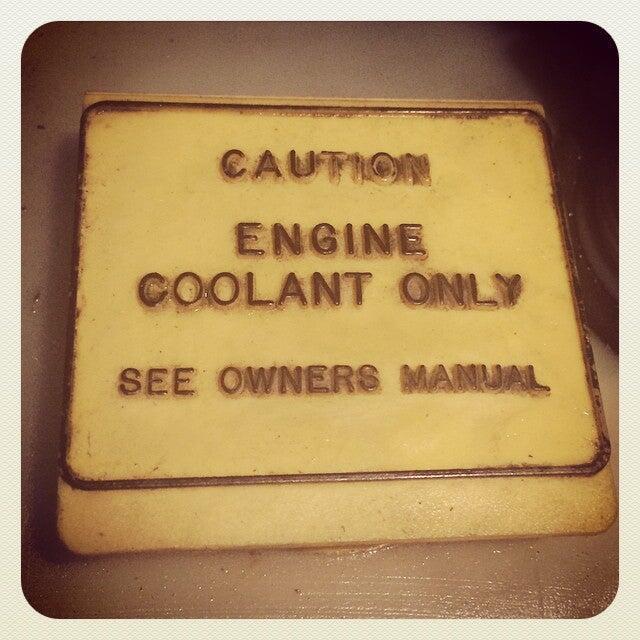 CAUTION
ENGINE
COOLANT ONLY
SEE OWNERS MANUAL